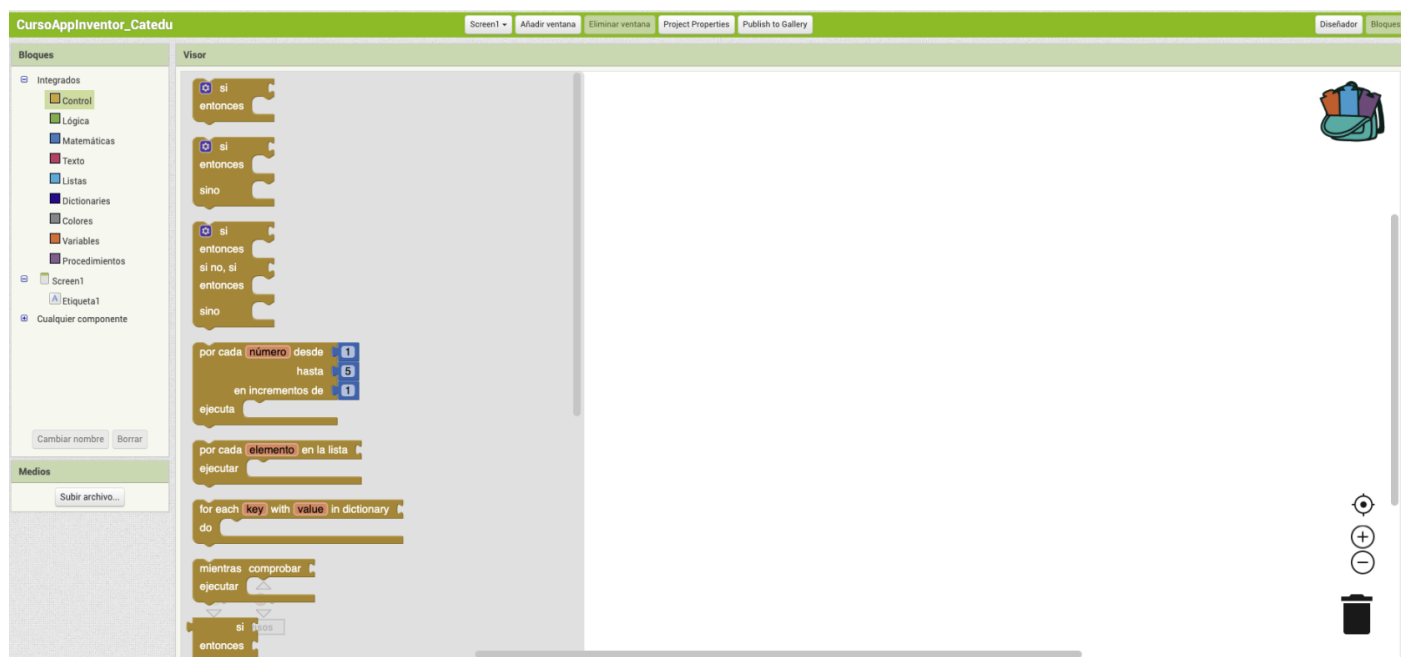 CursoAppInventor_Catedu
Screen1 Añadir ventana Eliminar ventana Project Properties Publish to Gallery
Diseñador Bloques
Bloques
Integrados
Control
Lógica
Matemáticas
Texto
Listas
Dictionaries
Colores
Variables
Procedimientos
Screen1
A Etiqueta1
Cualquier componente
Cambiar nombre Borrar
Medios
Subir archivo...
Visor
si
entonces
si
entonces
sino
si
entonces
si no, si
entonces
sino
por cada número desde 1
hasta 5
en incrementos de 1
ejecuta
por cada elemento en la lista
ejecutar
for each key with value in dictionary
do
mientras comprobar
ejecutar
si
entonces